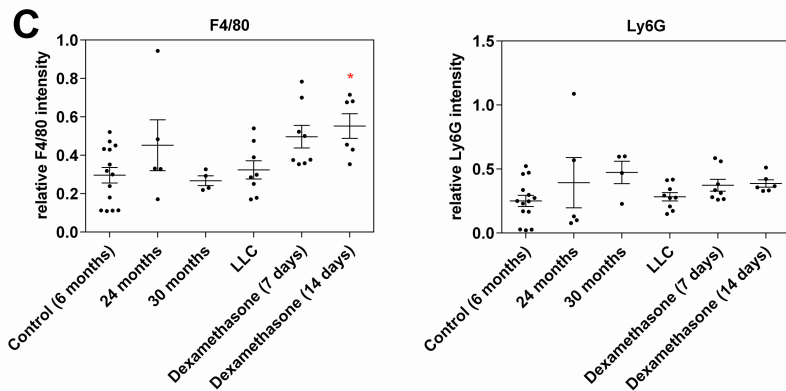 C
F4/80
relative F4/80 intensity
1.0
0.8
0.6
0.4
0.2
0.0
*
Control (6 months)
24 months
30 months
LLC
Dexamethasone (7 days)
Dexamethasone (14 days)
Ly6G
relative Ly6G intensity
1.5
1.0
0.5
0.0
Control (6 months)
24 months
30 months
LLC
Dexamethasone (7 days)
Dexamethasone (14 days)